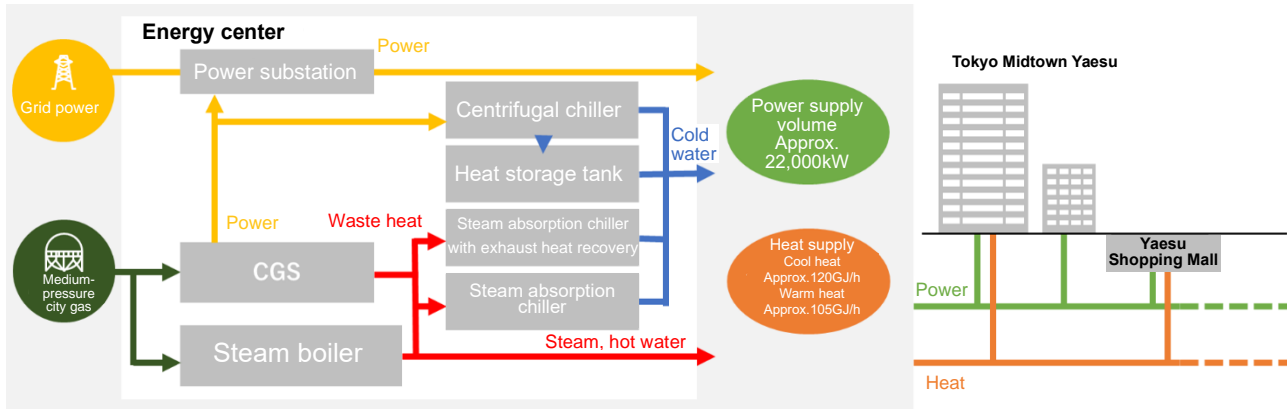 Energy center
Power
Grid power
Power substation
Centrifugal chiller
Cold
water
Heat storage tank
Power
Waste heat
Steam absorption chiller
with exhaust heat recovery
Medium-
pressure
city gas
CGS
Steam absorption
chiller
Steam boiler
Steam, hot water
Power supply
volume
Approx.
22,000kW
Heat supply
Cool heat
Approx.120GJ/h
Warm heat
Approx.105GJ/h
Tokyo Midtown Yaesu
Yaesu
Shopping Mall
Power
Heat